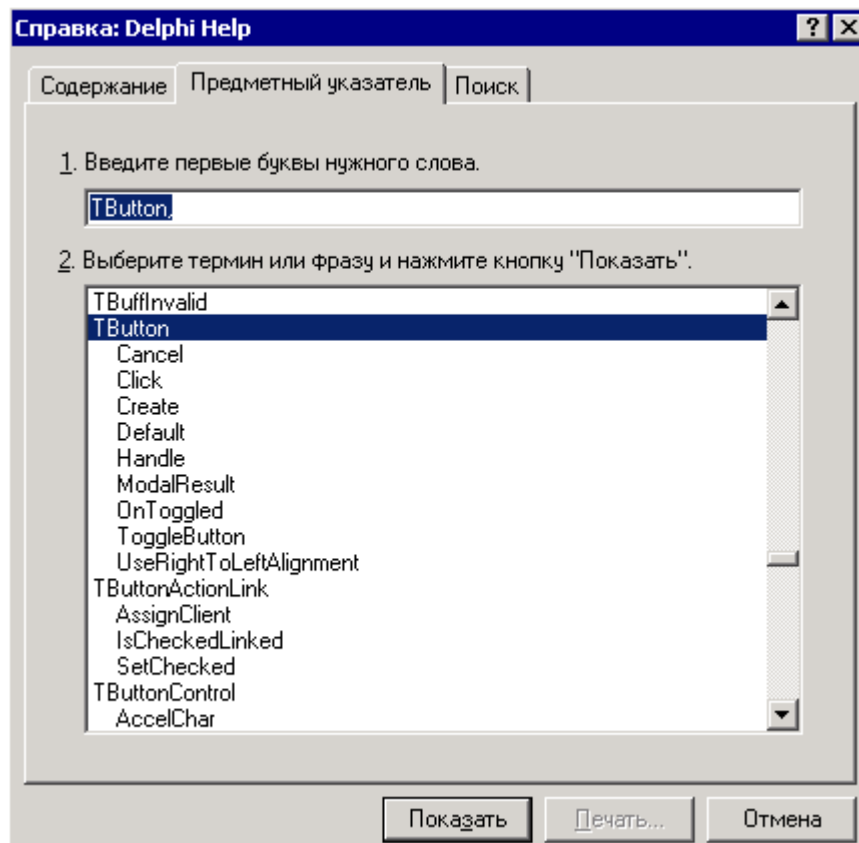 Справка: Delphi Help
Содержание Предметный указатель Поиск
1. Введите первые буквы нужного слова.
TButton,
2. Выберите термин или фразу и нажмите кнопку "Показать".
TBuffInvalid
TButton
Cancel
Click
Create
Default
Handle
ModalResult
OnToggled
ToggleButton
UseRightToLeftAlignment
TButtonActionLink
AssignClient
IsCheckedLinked
SetChecked
TButtonControl
AccelChar
Показать Печать... Отмена